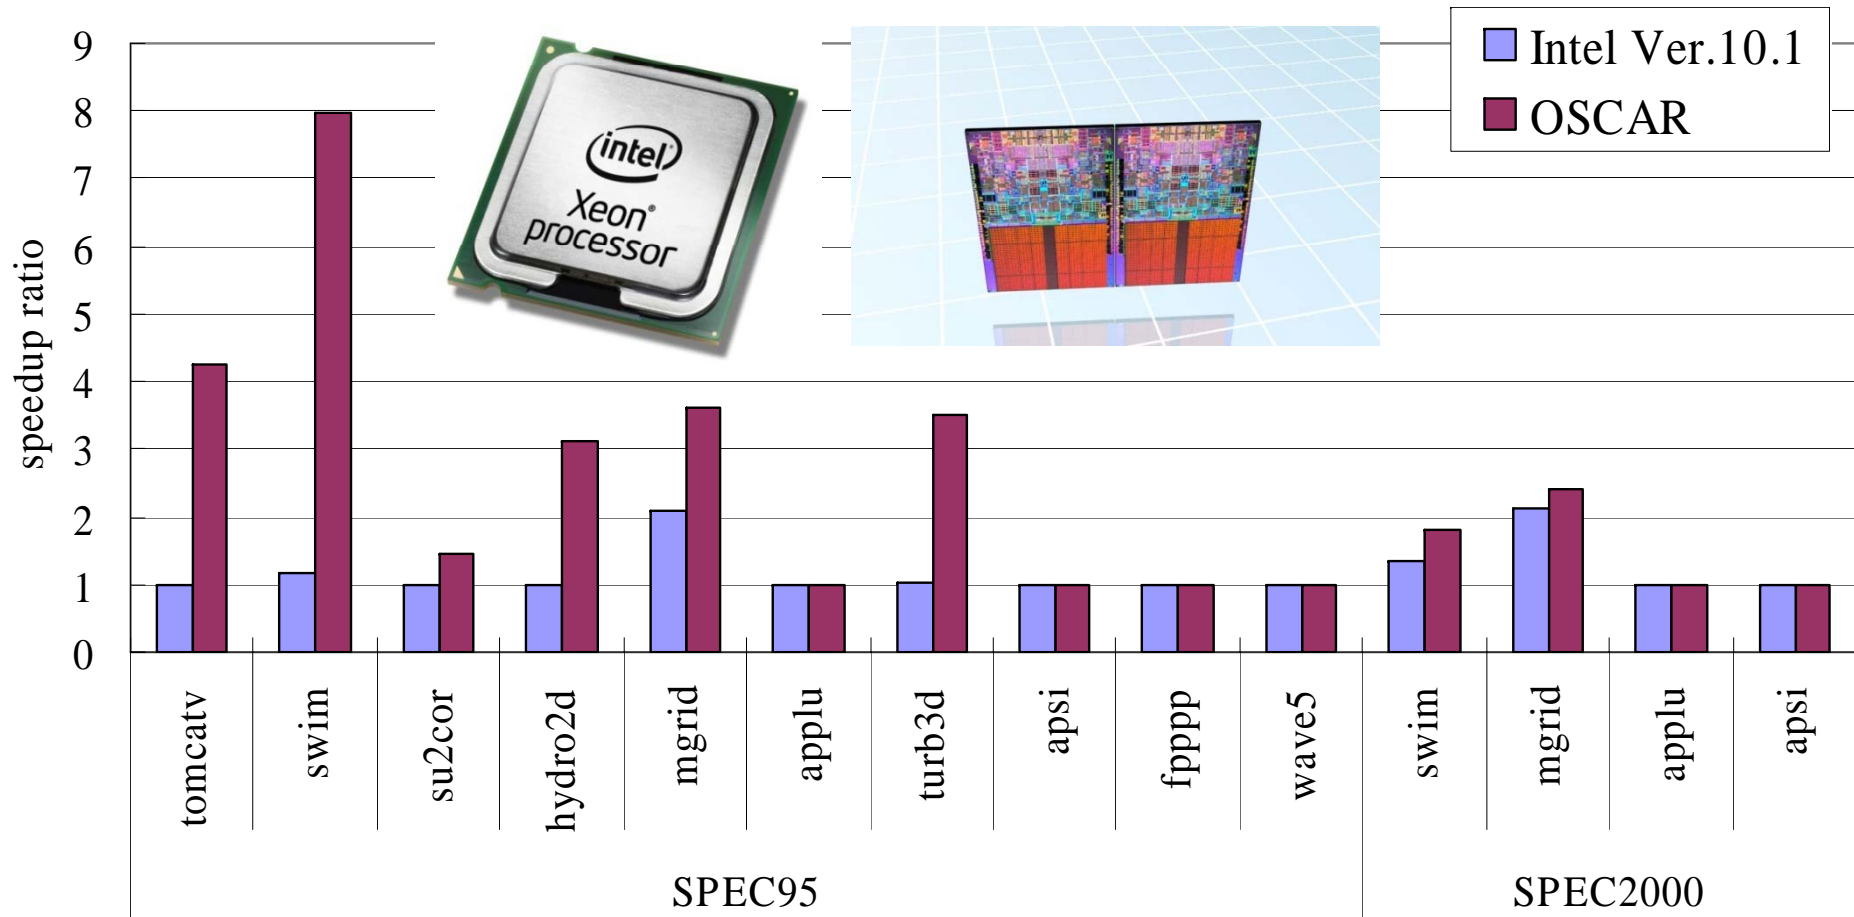 9
8
7
6
5
4
3
2
1
0
speedup ratio
intel
Xeon®
processor
Intel Ver.10.1
OSCAR
tomcatv
swim
su2cor
hydro2d
mgrid
applu
turb3d
apsi
fpppp
wave5
swim
mgrid
applu
apsi
SPEC95
SPEC2000